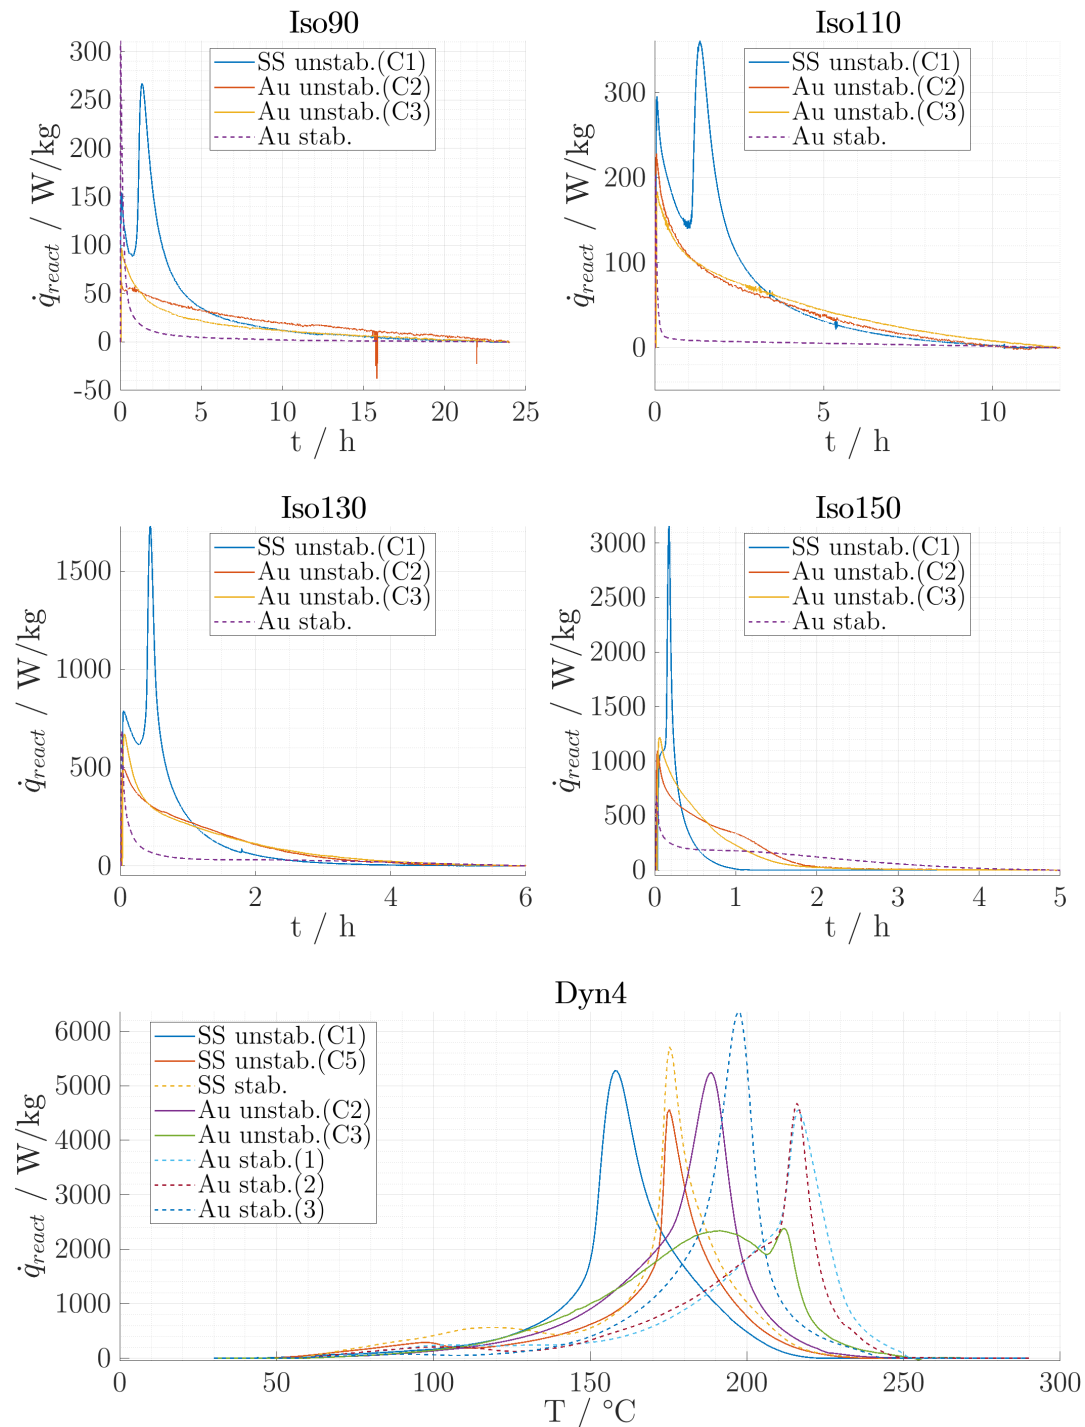 Iso90
SS unstab.(C1)
Au unstab.(C2)
Au unstab.(C3)
Au stab.
300
250
200
150
100
50
0
-50
0 5 10 15 20 25
t / h
q̇react / W/kg
Iso110
SS unstab.(C1)
Au unstab.(C2)
Au unstab.(C3)
Au stab.
300
200
100
0
0 5 10
t / h
q̇react / W/kg
Iso130
SS unstab.(C1)
Au unstab.(C2)
Au unstab.(C3)
Au stab.
1500
1000
500
0
0 2 4 6
t / h
q̇react / W/kg
Iso150
SS unstab.(C1)
Au unstab.(C2)
Au unstab.(C3)
Au stab.
3000
2500
2000
1500
1000
500
0
0 1 2 3 4 5
t / h
q̇react / W/kg
Dyn4
SS unstab.(C1)
SS unstab.(C5)
SS stab.
Au unstab.(C2)
Au unstab.(C3)
Au stab.(1)
Au stab.(2)
Au stab.(3)
6000
5000
4000
3000
2000
1000
0
0 50 100 150 200 250 300
T / °C
q̇react / W/kg